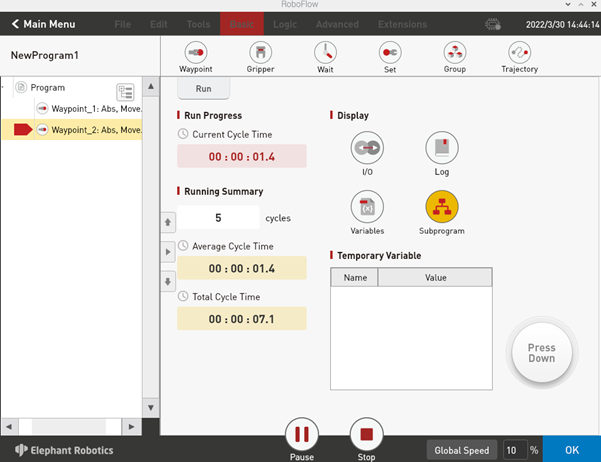 RoboFlow
Main Menu File Edit Tools Basic Logic Advanced Extensions 2022/3/30 14:44:14
NewProgram1
Waypoint Gripper Wait Set Group Trajectory
Program
Waypoint_1: Abs, Move.
Waypoint_2: Abs, Move.
Run
Run Progress
Current Cycle Time
00 : 00 : 01.4
Running Summary
5 cycles
Average Cycle Time
00 : 00 : 01.4
Total Cycle Time
00 : 00 : 07.1
Display
I/O Log
Variables Subprogram
Temporary Variable
Name Value
Press
Down
Elephant Robotics
Pause Stop
Global Speed 10 % OK